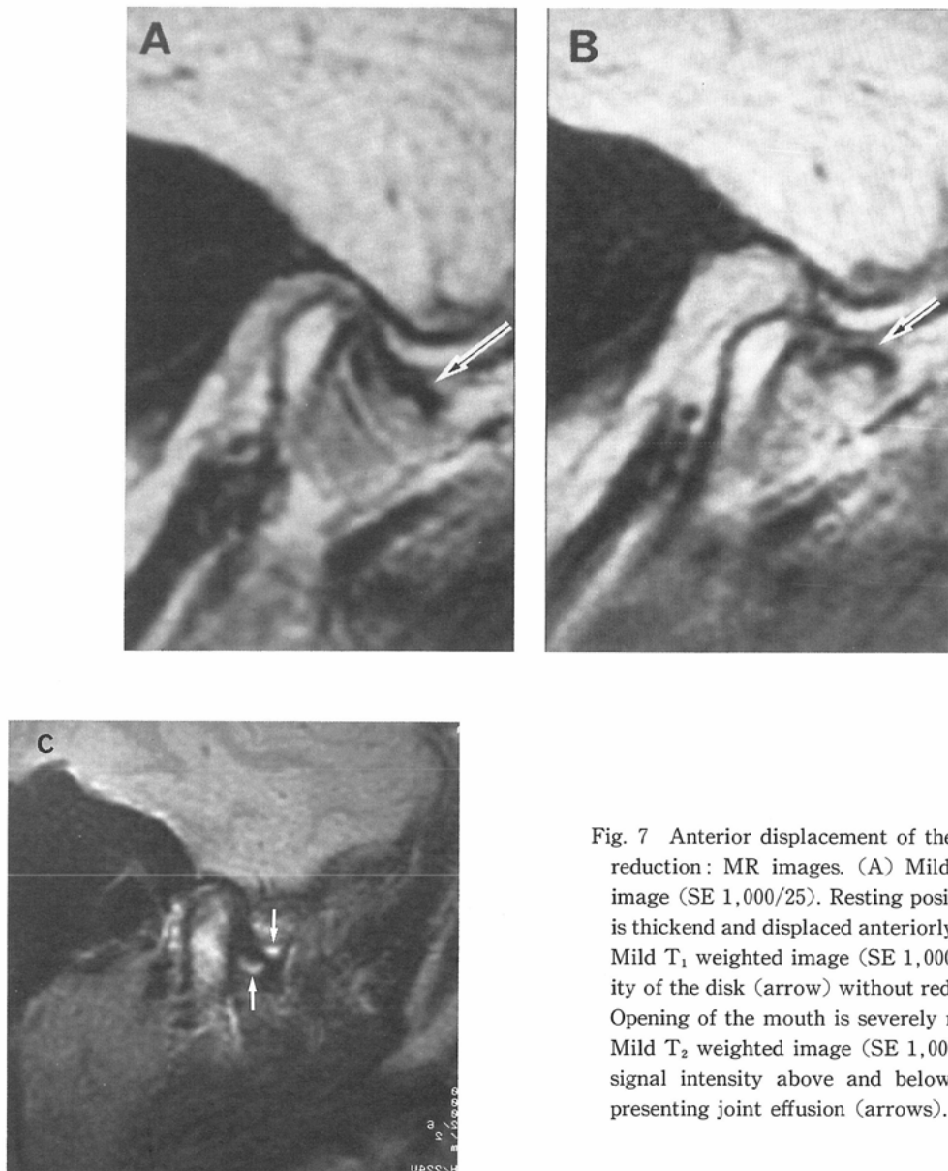 A
B
C
Fig. 7 Anterior displacement of the
reduction: MR images. (A) Mild
image (SE 1,000/25). Resting posi
is thickend and displaced anteriorly
Mild T₁ weighted image (SE 1,000
ity of the disk (arrow) without red
Opening of the mouth is severely r
Mild T₂ weighted image (SE 1,00
signal intensity above and below
presenting joint effusion (arrows).